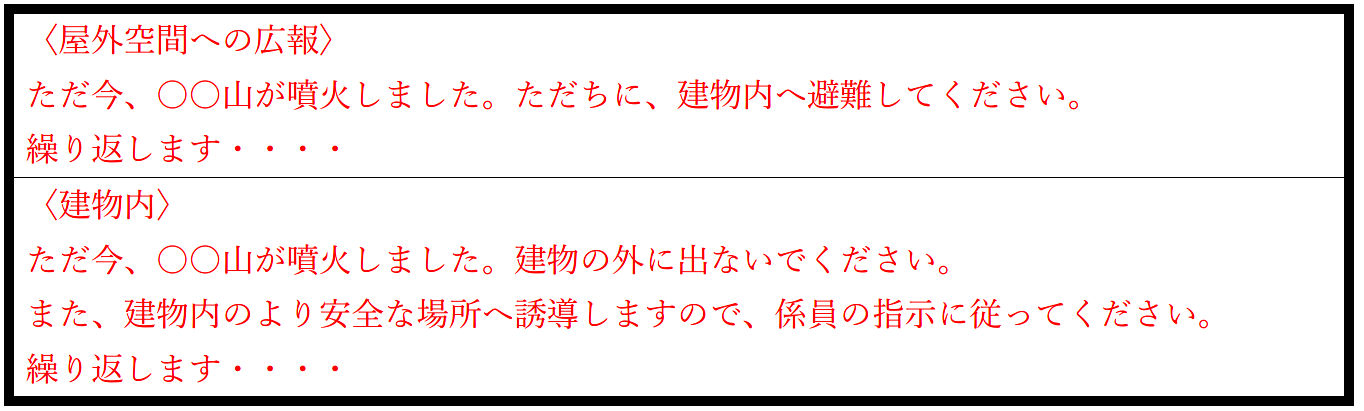 〈屋外空間への広報〉
ただ今、〇〇山が噴火しました。ただちに、建物内へ避難してください。
繰り返します・・・・
〈建物内〉
ただ今、〇〇山が噴火しました。建物の外に出ないでください。
また、建物内のより安全な場所へ誘導しますので、係員の指示に従ってください。
繰り返します・・・・